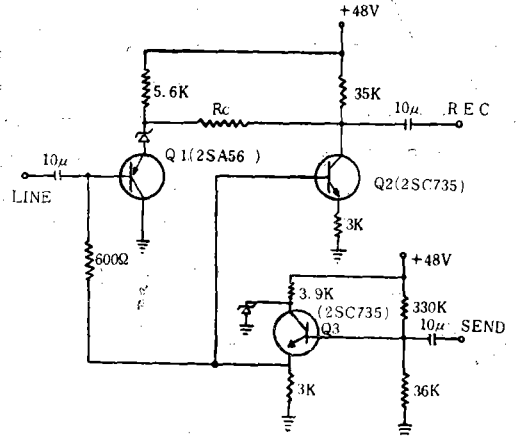 +48V
5.6K
35K
Rc
10μ
REC
10μ
Q1(2SA56 )
Q2(2SC735)
LINE
3K
600Ω
+48V
3.9K
(2SC735)
330K
10μ
SEND
Q3
3K
36K